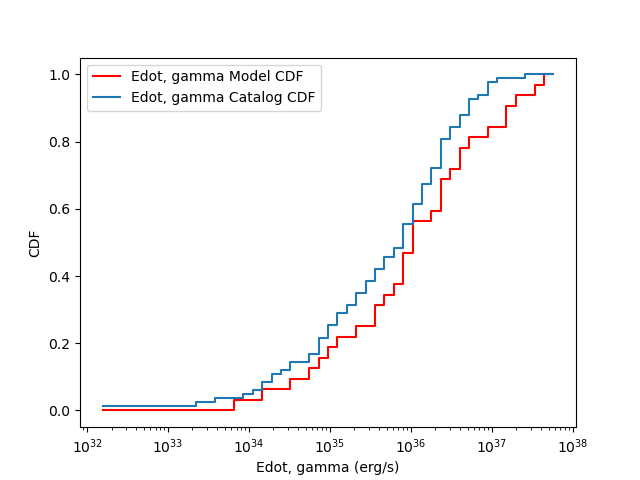 Edot, gamma Model CDF
Edot, gamma Catalog CDF
1.0
0.8
0.6
0.4
0.2
0.0
CDF
10^32 10^33 10^34 10^35 10^36 10^37 10^38
Edot, gamma (erg/s)